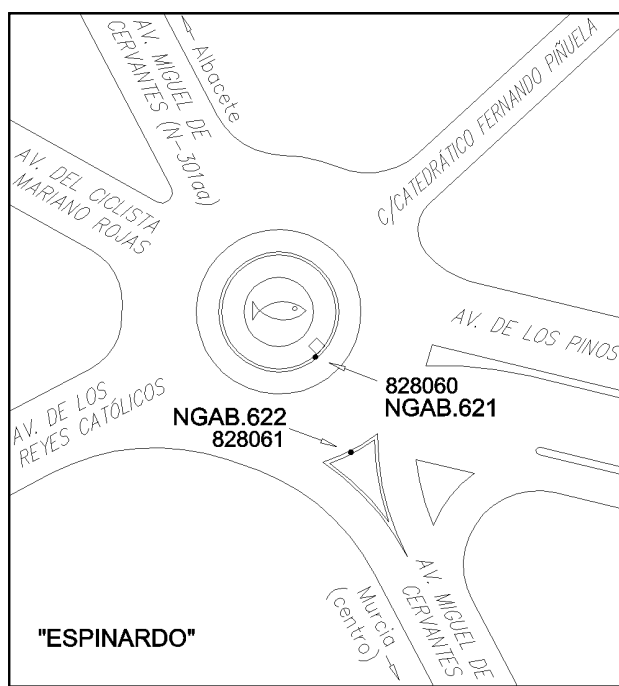 AV. MIGUEL DE
CERVANTES (N-301aa)
Albacete
C/CATEDRÁTICO FERNANDO PIÑUELA
AV. DEL CICLISTA
MARIANO ROJAS
AV. DE LOS PINOS
828060
NGAB.621
AV. DE LOS
REYES CATÓLICOS
NGAB.622
828061
AV. MIGUEL DE
CERVANTES
Murcia
(centro)
"ESPINARDO"